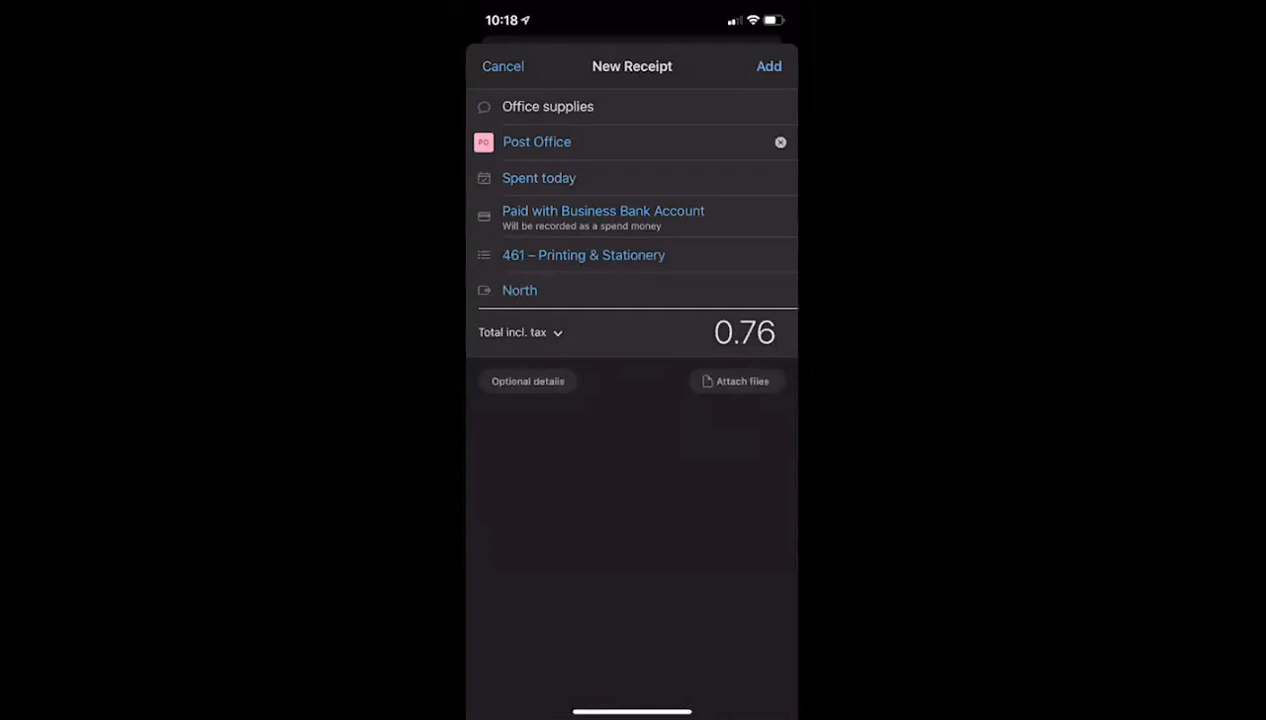 10:18
Cancel New Receipt Add
Office supplies
PO Post Office
Spent today
Paid with Business Bank Account
Will be recorded as a spend money
461 – Printing & Stationery
North
Total incl. tax 0.76
Optional details Attach files